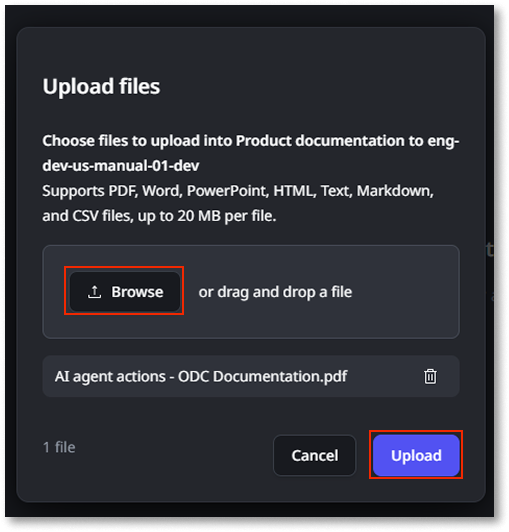 Upload files
Choose files to upload into Product documentation to eng-
dev-us-manual-01-dev
Supports PDF, Word, PowerPoint, HTML, Text, Markdown,
and CSV files, up to 20 MB per file.
Browse or drag and drop a file
AI agent actions - ODC Documentation.pdf
1 file
Cancel Upload